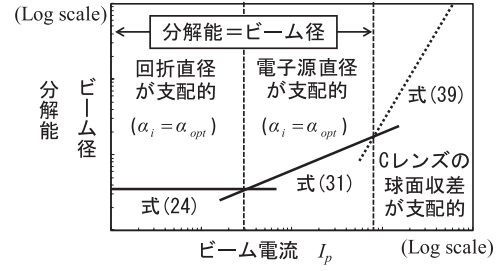 (Log scale)
分解能＝ビーム径
回折直径
が支配的
(αi = αopt)
電子源直径
が支配的
(αi = αopt)
式(39)
分解能
ビーム径
式(24)
式(31)
Cレンズの
球面収差
が支配的
ビーム電流 Ip
(Log scale)